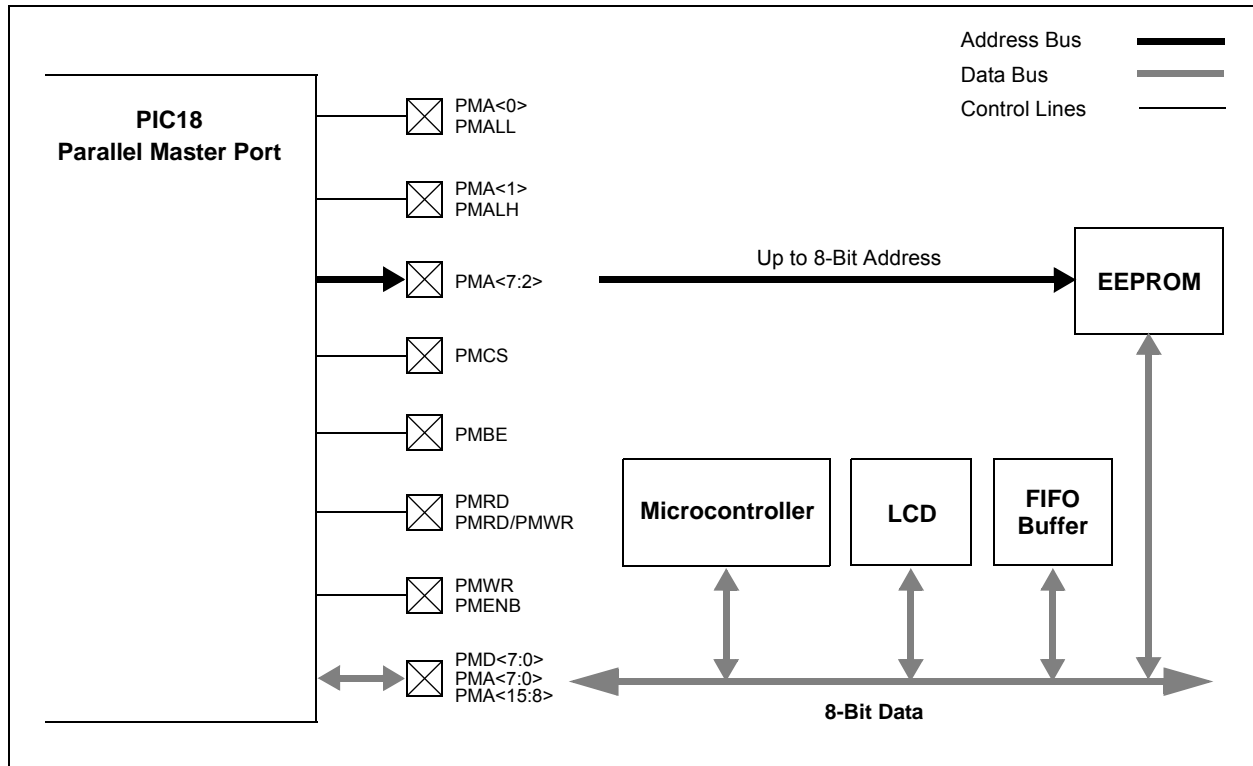 Address Bus
Data Bus
Control Lines
PIC18
Parallel Master Port
PMA<0>
PMALL
PMA<1>
PMALH
PMA<7:2>
Up to 8-Bit Address
EEPROM
PMCS
PMBE
PMRD
PMRD/PMWR
Microcontroller
LCD
FIFO
Buffer
PMWR
PMENB
PMD<7:0>
PMA<7:0>
PMA<15:8>
8-Bit Data